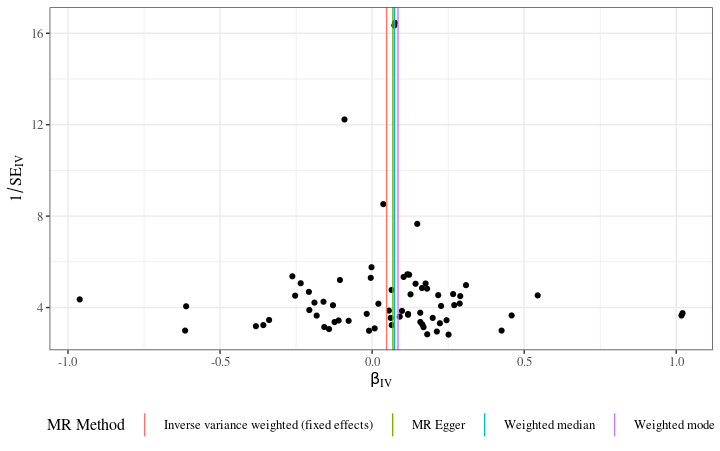 16
12
8
4
1/SE_IV
-1.0 -0.5 0.0 0.5 1.0
β_IV
MR Method Inverse variance weighted (fixed effects) MR Egger Weighted median Weighted mode